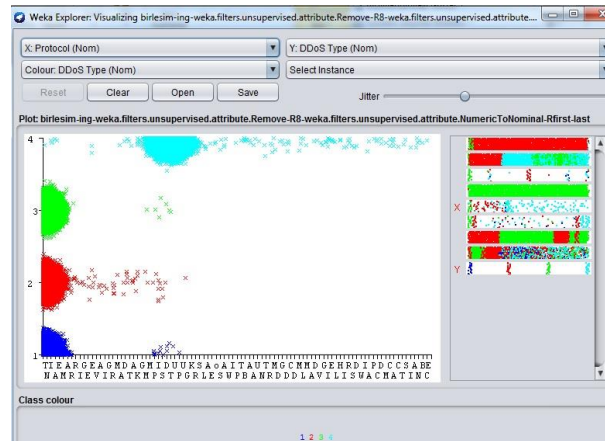 Weka Explorer: Visualizing birlesim-ing-weka.filters.unsupervised.attribute.Remove-R8-weka.filters.unsupervised.attribute....
X: Protocol (Nom)
Y: DDoS Type (Nom)
Colour: DDoS Type (Nom)
Select Instance
Reset
Clear
Open
Save
Jitter
Plot: birlesim-ing-weka.filters.unsupervised.attribute.Remove-R8-weka.filters.unsupervised.attribute.NumericToNominal-Rfirst-last
4
3
2
1
X
Y
Class colour
1 2 3 4